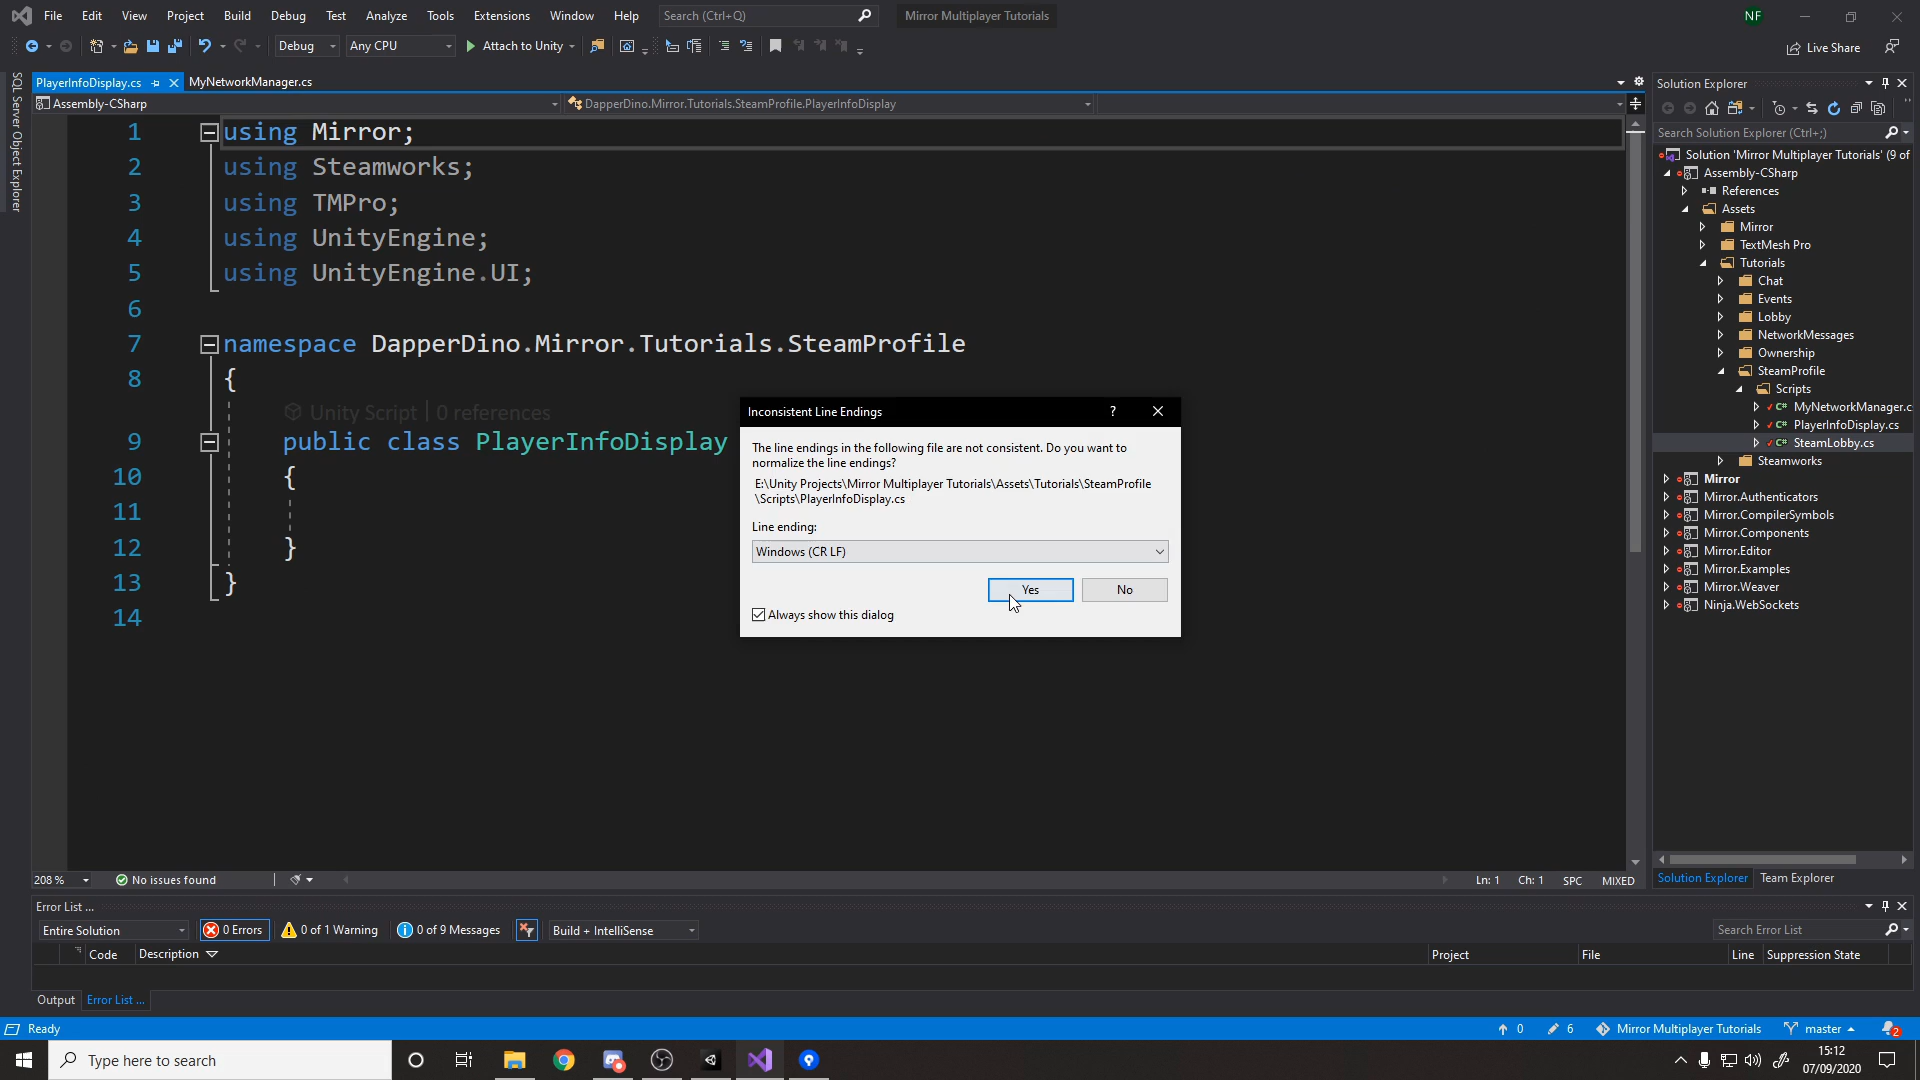 File Edit View Project Build Debug Test Analyze Tools Extensions Window Help Search (Ctrl+Q) Mirror Multiplayer Tutorials NF
Debug Any CPU Attach to Unity Live Share
SQL Server Object Explorer
PlayerInfoDisplay.cs MyNetworkManager.cs
Assembly-CSharp DapperDino.Mirror.Tutorials.SteamProfile.PlayerInfoDisplay
1 using Mirror;
2 using Steamworks;
3 using TMPro;
4 using UnityEngine;
5 using UnityEngine.UI;
6
7 namespace DapperDino.Mirror.Tutorials.SteamProfile
8 {
Unity Script | 0 references
9 public class PlayerInfoDisplay
10 {
11
12 }
13 }
14
Inconsistent Line Endings ?
The line endings in the following file are not consistent. Do you want to
normalize the line endings?
E:\Unity Projects\Mirror Multiplayer Tutorials\Assets\Tutorials\SteamProfile
\Scripts\PlayerInfoDisplay.cs
Line ending:
Windows (CR LF)
Yes No
Always show this dialog
Solution Explorer
Search Solution Explorer (Ctrl+;)
Solution 'Mirror Multiplayer Tutorials' (9 of
Assembly-CSharp
References
Assets
Mirror
TextMesh Pro
Tutorials
Chat
Events
Lobby
NetworkMessages
Ownership
SteamProfile
Scripts
C# MyNetworkManager.c
C# PlayerInfoDisplay.cs
C# SteamLobby.cs
Steamworks
Mirror
Mirror.Authenticators
Mirror.CompilerSymbols
Mirror.Components
Mirror.Editor
Mirror.Examples
Mirror.Weaver
Ninja.WebSockets
Solution Explorer Team Explorer
208 % No issues found Ln: 1 Ch: 1 SPC MIXED
Error List ...
Entire Solution 0 Errors 0 of 1 Warning 0 of 9 Messages Build + IntelliSense Search Error List
Code Description Project File Line Suppression State
Output Error List ...
Ready 0 6 Mirror Multiplayer Tutorials master 2
Type here to search 15:12
07/09/2020